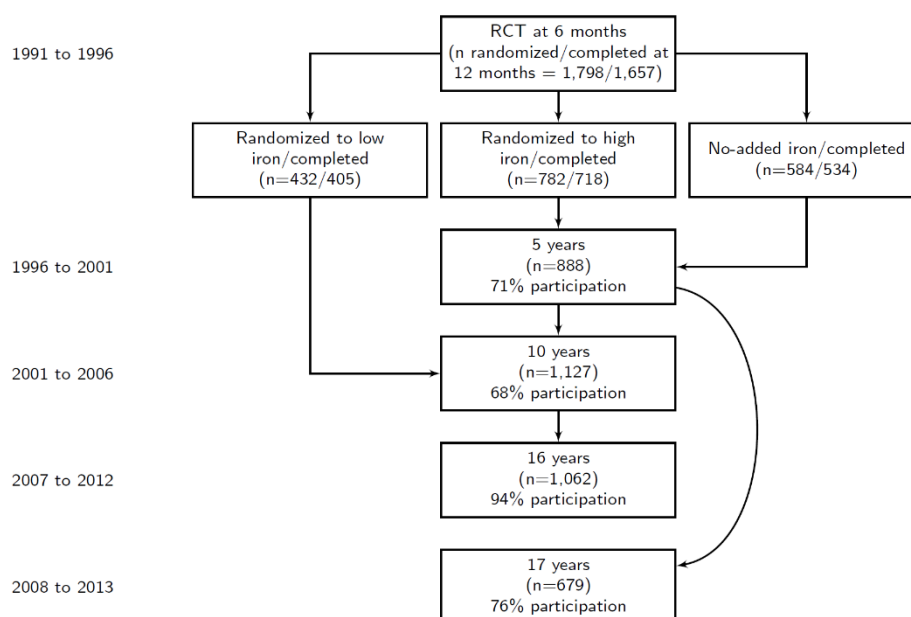 1991 to 1996
RCT at 6 months
(n randomized/completed at
12 months = 1,798/1,657)
Randomized to low
iron/completed
(n=432/405)
Randomized to high
iron/completed
(n=782/718)
No-added iron/completed
(n=584/534)
1996 to 2001
5 years
(n=888)
71% participation
2001 to 2006
10 years
(n=1,127)
68% participation
2007 to 2012
16 years
(n=1,062)
94% participation
2008 to 2013
17 years
(n=679)
76% participation